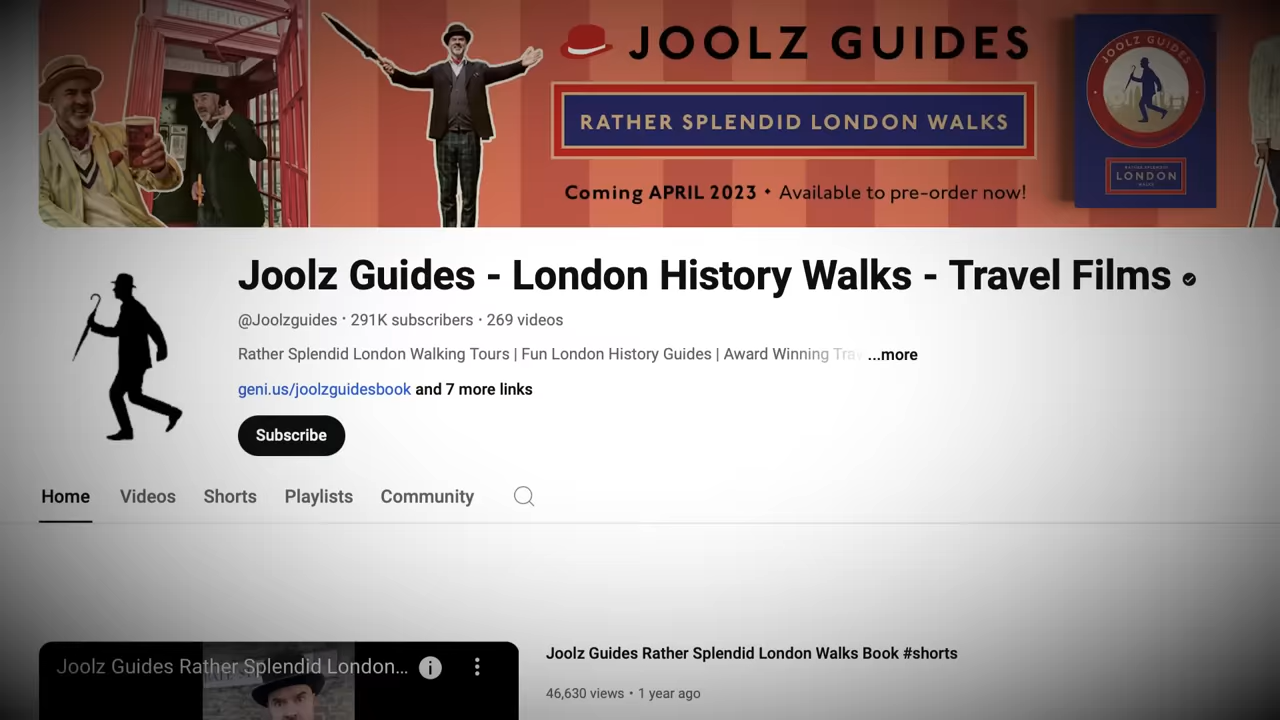 TELEPHONE
JOOLZ GUIDES
RATHER SPLENDID LONDON WALKS
Coming APRIL 2023 • Available to pre-order now!
JOOLZ GUIDES
LONDON
Joolz Guides - London History Walks - Travel Films
@Joolzguides · 291K subscribers · 269 videos
Rather Splendid London Walking Tours | Fun London History Guides | Award Winning Trav ...more
geni.us/joolzguidesbook and 7 more links
Subscribe
Home Videos Shorts Playlists Community
Joolz Guides Rather Splendid London...
Joolz Guides Rather Splendid London Walks Book #shorts
46,630 views • 1 year ago